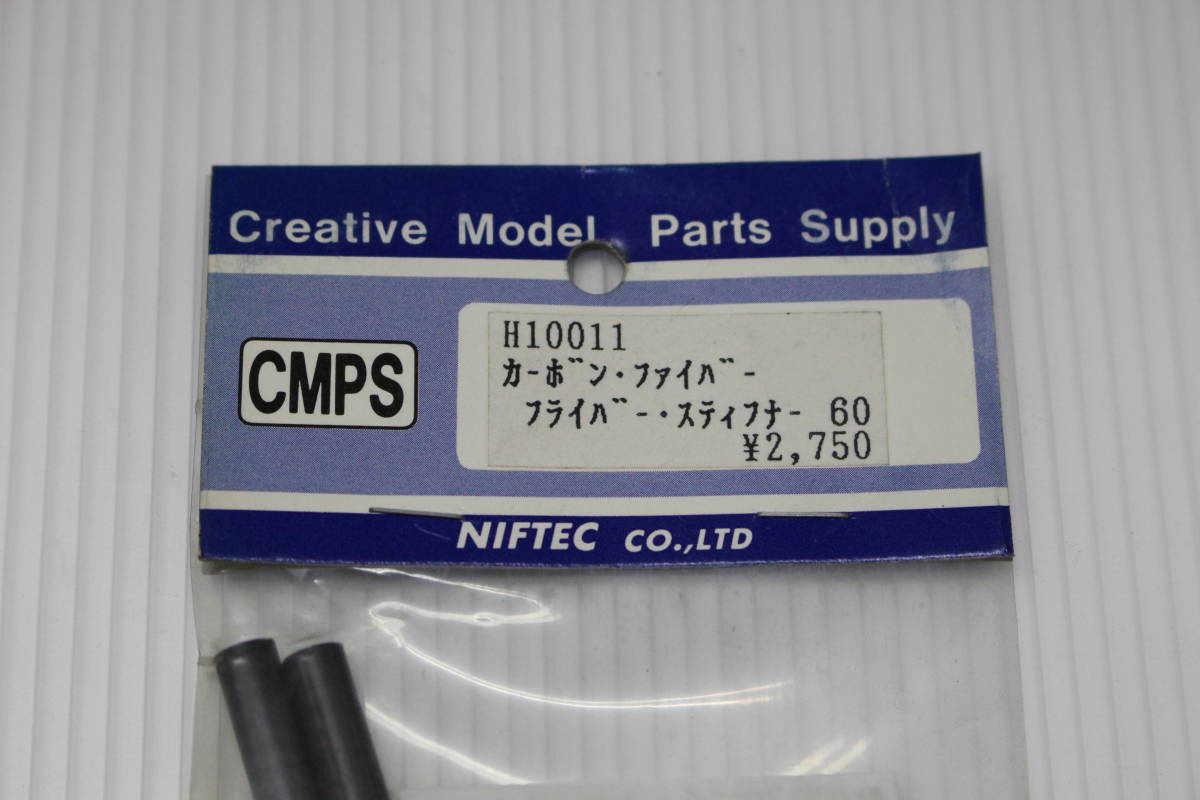 Creative Model Parts Supply
CMPS
H10011
カーボン・ファイバー
フライバー・スティフナー 60
¥2,750
NIFTEC CO.,LTD